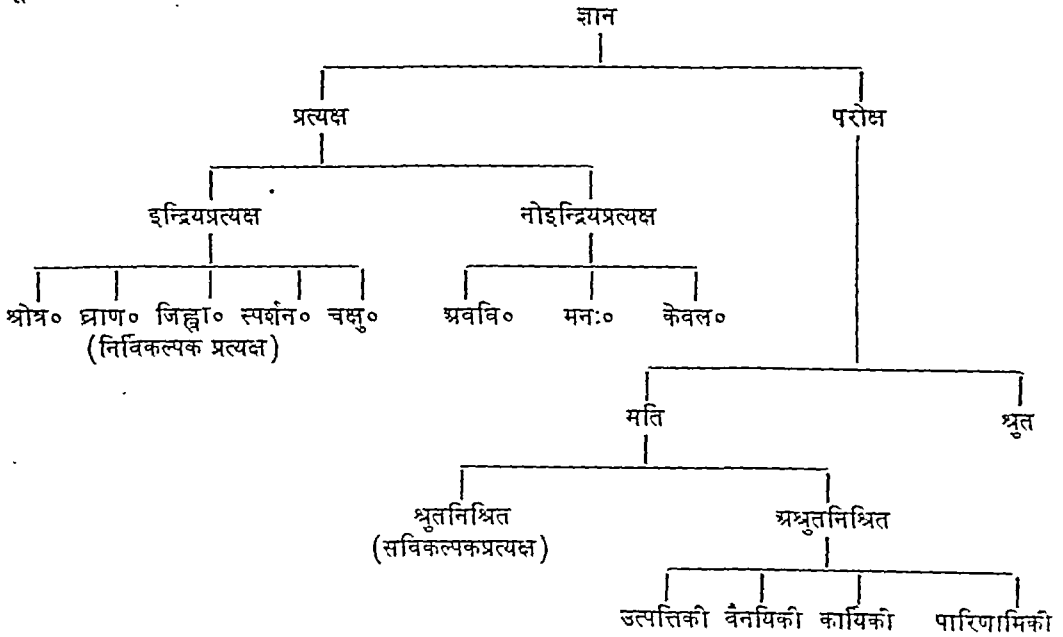 ज्ञान
प्रत्यक्ष परोक्ष
इन्द्रियप्रत्यक्ष नोइन्द्रियप्रत्यक्ष
श्रोत्र० घ्राण० जिह्वा० स्पर्शन० चक्षु० अवधि० मनः० केवल०
(निर्विकल्पक प्रत्यक्ष)
मति श्रुत
श्रुतनिश्रित अश्रुतनिश्रित
(सविकल्पकप्रत्यक्ष)
उत्पत्तिकी वैनयिकी कार्यिकी पारिणामिकी